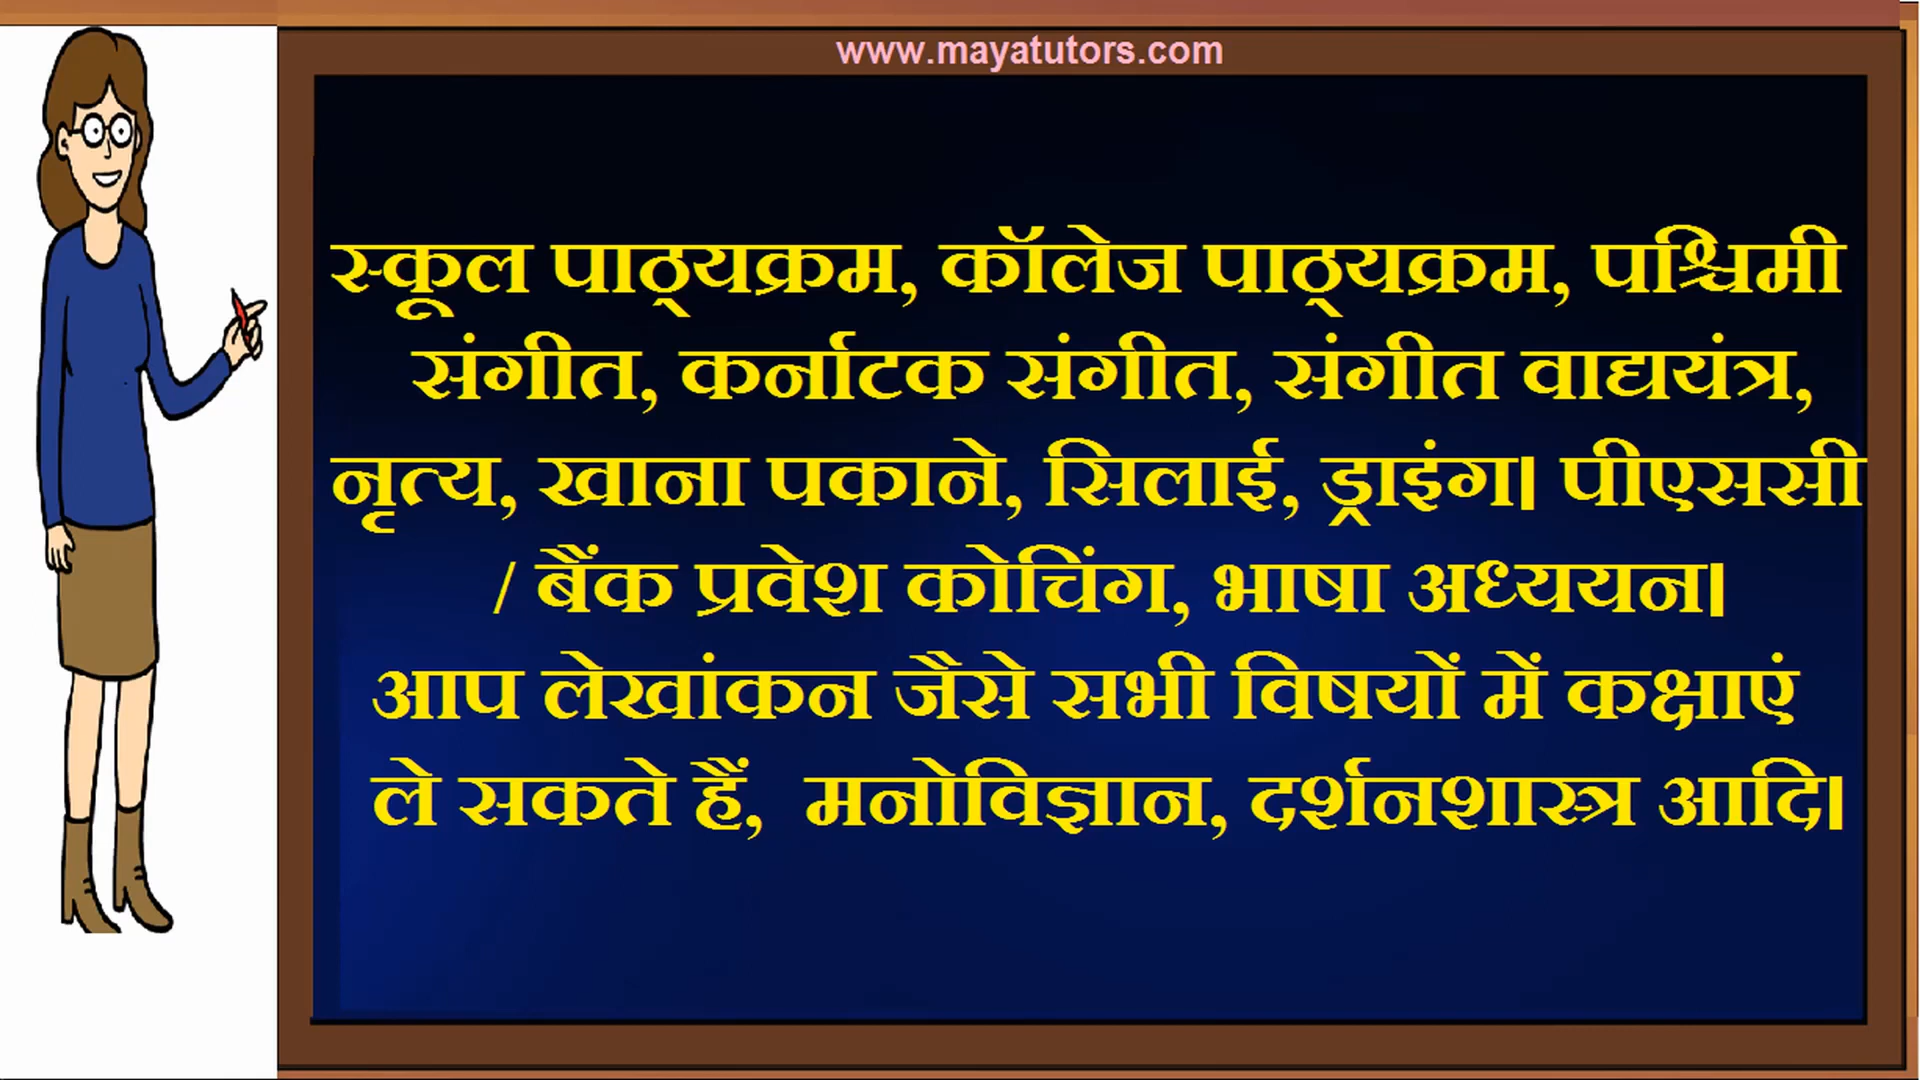 www.mayatutors.com
स्कूल पाठ्यक्रम, कॉलेज पाठ्यक्रम, पश्चिमी
संगीत, कर्नाटक संगीत, संगीत वाद्ययंत्र,
नृत्य, खाना पकाने, सिलाई, ड्राइंग। पीएससी
/ बैंक प्रवेश कोचिंग, भाषा अध्ययन।
आप लेखांकन जैसे सभी विषयों में कक्षाएं
ले सकते हैं, मनोविज्ञान, दर्शनशास्त्र आदि।